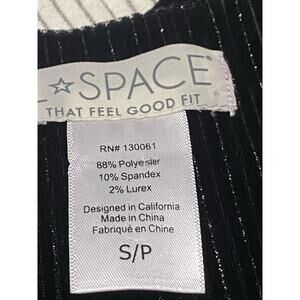 L☆SPACE
THAT FEEL GOOD FIT
RN# 130061
88% Polyester
10% Spandex
2% Lurex
Designed in California
Made in China
Fabriqué en Chine
S/P